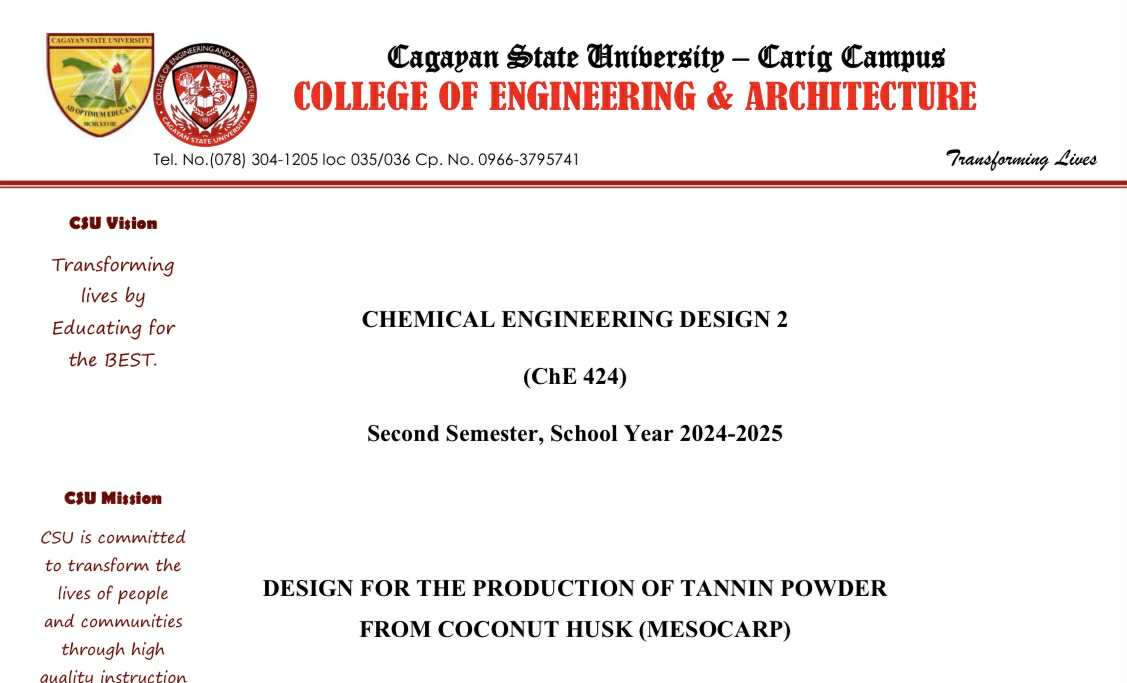 CAGAYAN STATE UNIVERSITY
AD OPTIMUM EDUCANS
MCMLXXVIII
COLLEGE OF ENGINEERING AND ARCHITECTURE
CAGAYAN STATE UNIVERSITY
Cagayan State University – Carig Campus
COLLEGE OF ENGINEERING & ARCHITECTURE
Tel. No.(078) 304-1205 loc 035/036 Cp. No. 0966-3795741
Transforming Lives
CSU Vision
Transforming
lives by
Educating for
the BEST.
CSU Mission
CSU is committed
to transform the
lives of people
and communities
through high
quality instruction
CHEMICAL ENGINEERING DESIGN 2
(ChE 424)
Second Semester, School Year 2024-2025
DESIGN FOR THE PRODUCTION OF TANNIN POWDER
FROM COCONUT HUSK (MESOCARP)